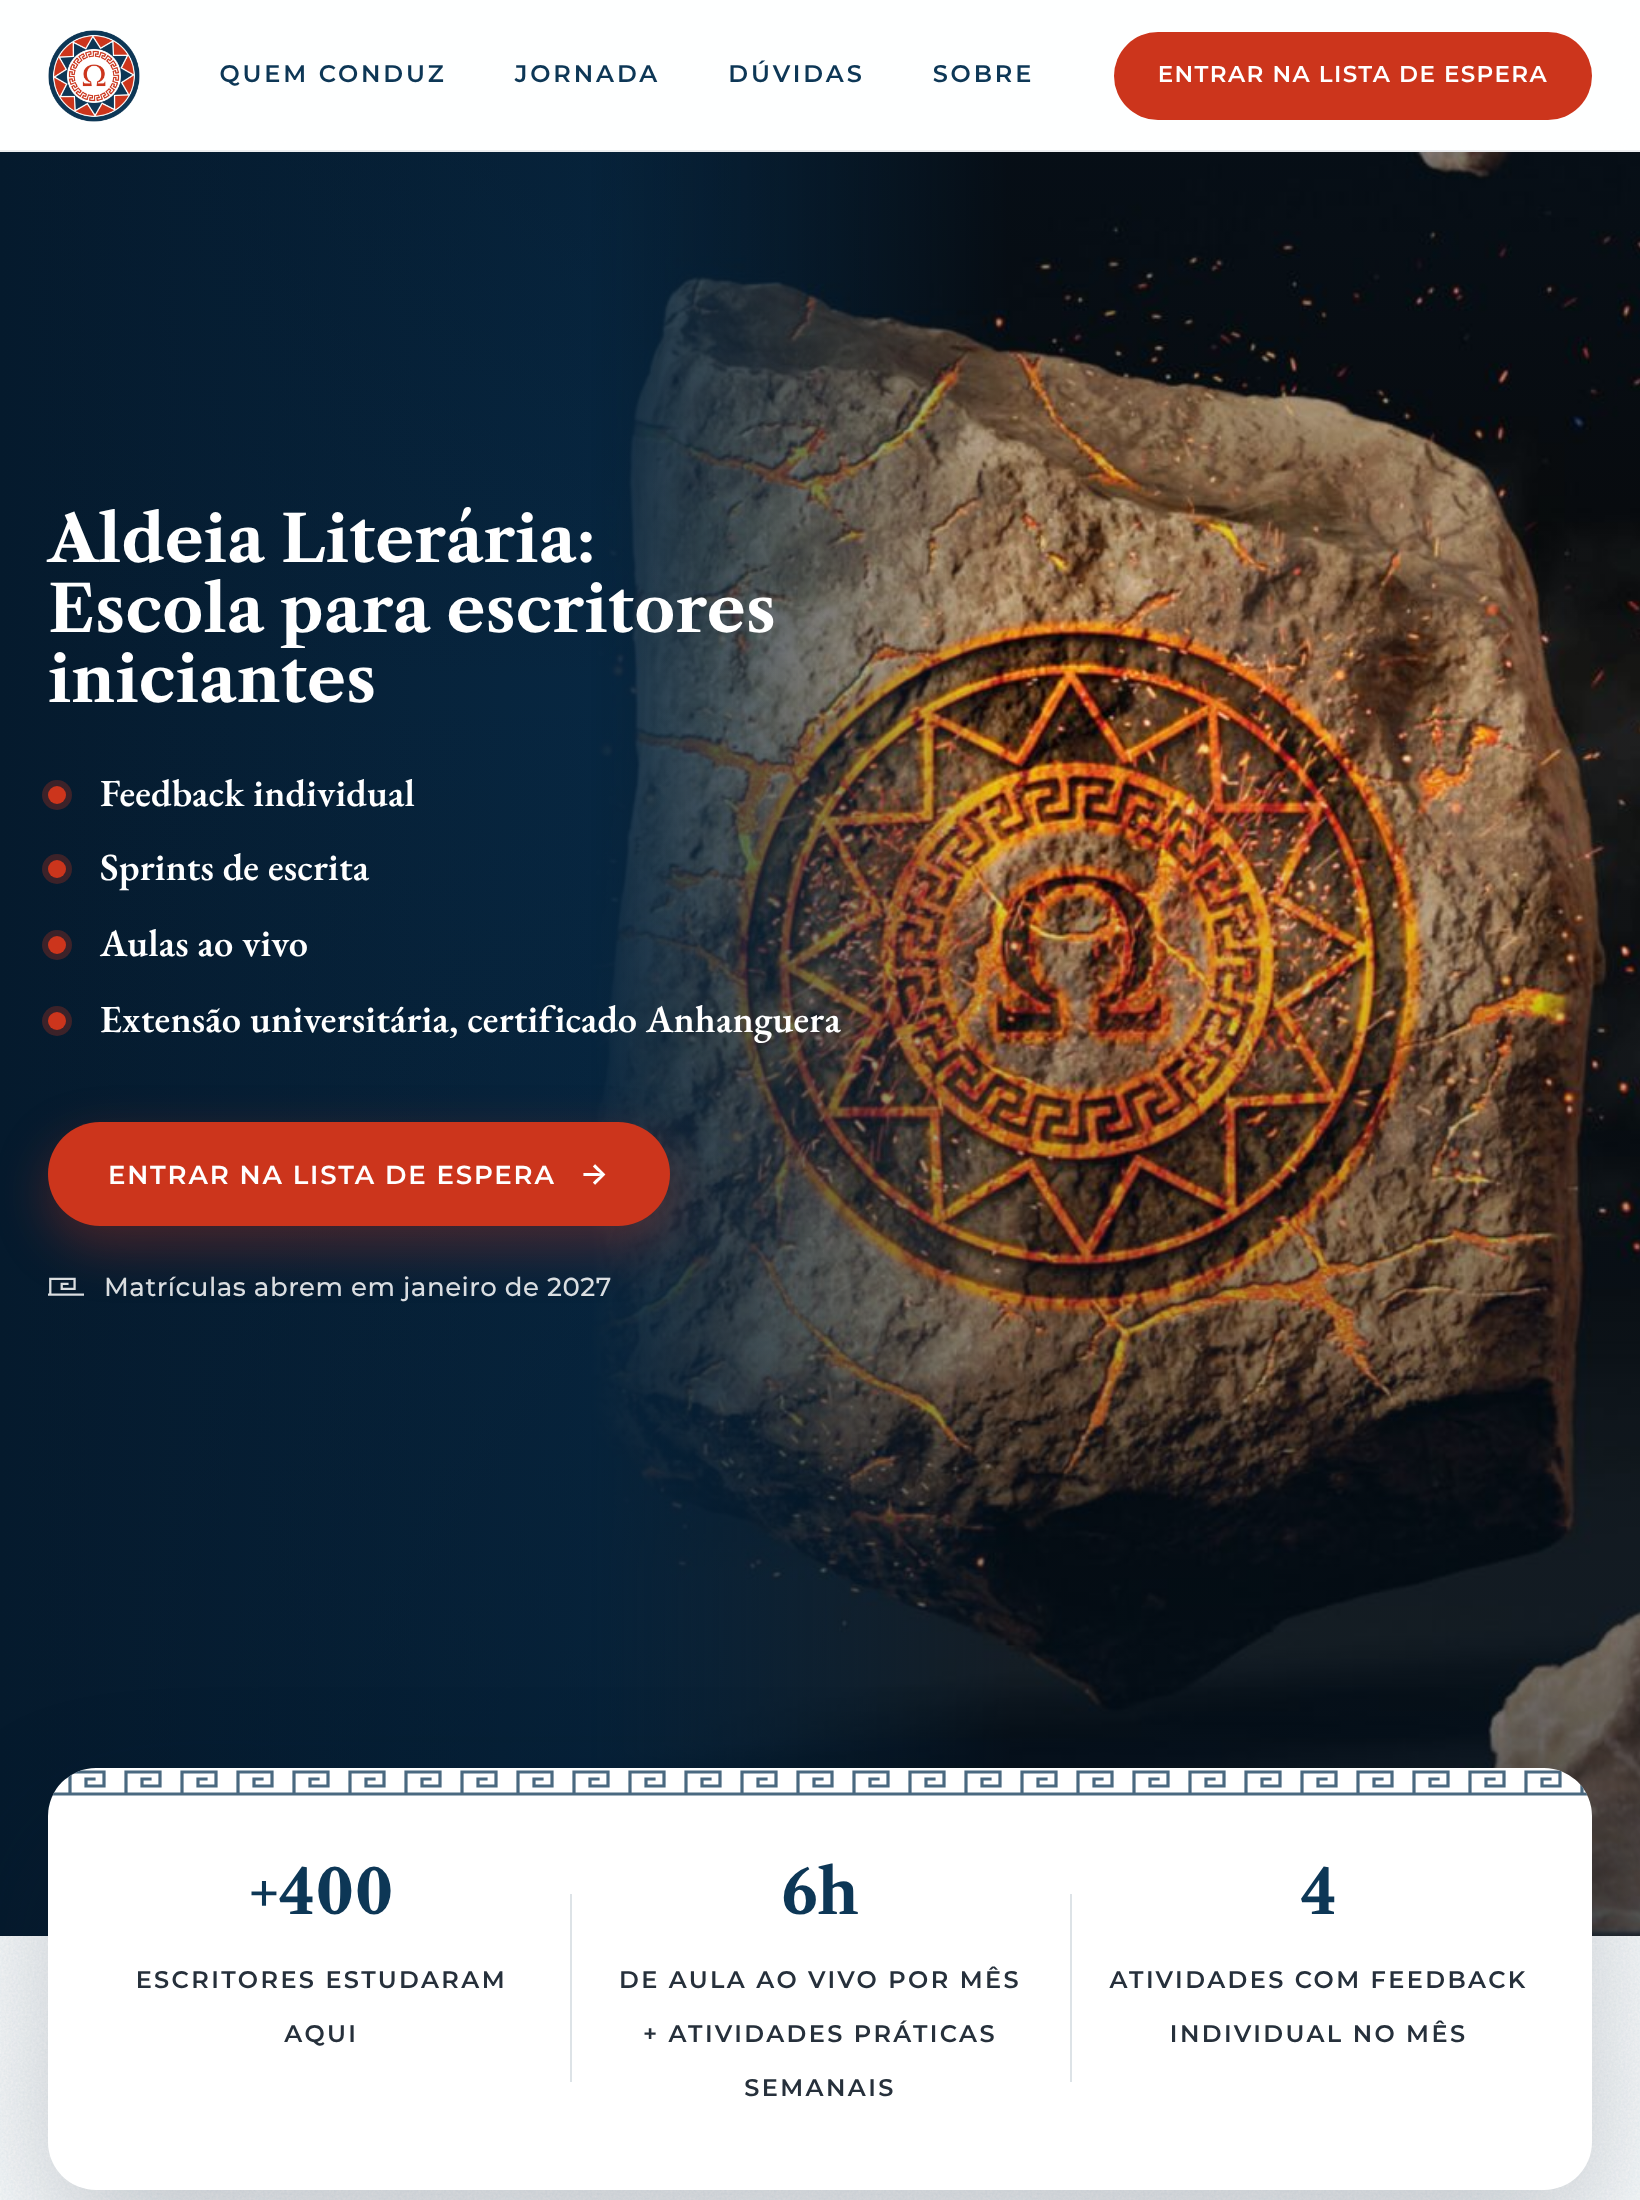 Ω
QUEM CONDUZ
JORNADA
DÚVIDAS
SOBRE
ENTRAR NA LISTA DE ESPERA
Aldeia Literária:
Escola para escritores
iniciantes
Feedback individual
Sprints de escrita
Aulas ao vivo
Extensão universitária, certificado Anhanguera
Ω
ENTRAR NA LISTA DE ESPERA →
Matrículas abrem em janeiro de 2027
+400
ESCRITORES ESTUDARAM
AQUI
6h
DE AULA AO VIVO POR MÊS
+ ATIVIDADES PRÁTICAS
SEMANAIS
4
ATIVIDADES COM FEEDBACK
INDIVIDUAL NO MÊS